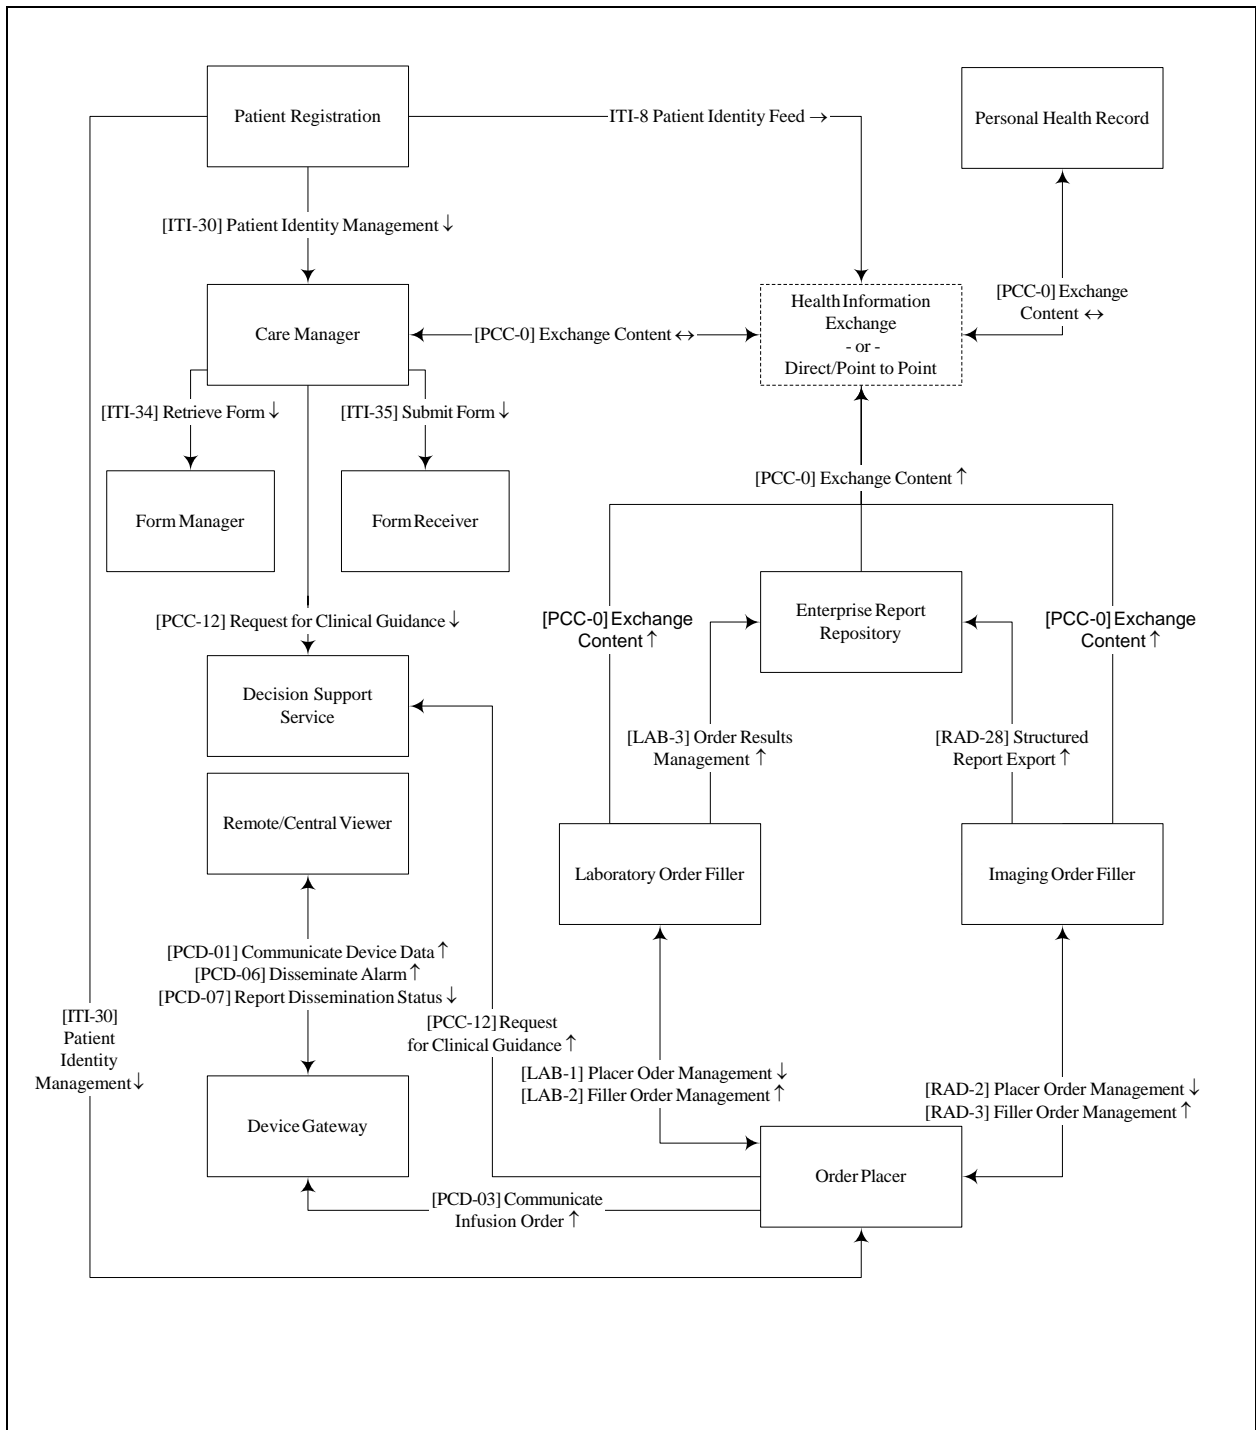 Patient Registration
ITI-8 Patient Identity Feed →
Personal Health Record
[ITI-30] Patient Identity Management ↓
Care Manager
[PCC-0] Exchange Content ↔
Health Information
Exchange
- or -
Direct/Point to Point
[PCC-0] Exchange
Content ↔
[ITI-34] Retrieve Form ↓
[ITI-35] Submit Form ↓
Form Manager
Form Receiver
[PCC-0] Exchange Content ↑
[PCC-12] Request for Clinical Guidance ↓
[PCC-0] Exchange
Content ↑
Enterprise Report
Repository
[PCC-0] Exchange
Content ↑
Decision Support
Service
[LAB-3] Order Results
Management ↑
[RAD-28] Structured
Report Export ↑
Remote/Central Viewer
Laboratory Order Filler
Imaging Order Filler
[PCD-01] Communicate Device Data ↑
[PCD-06] Disseminate Alarm ↑
[PCD-07] Report Dissemination Status ↓
[ITI-30]
Patient
Identity
Management ↓
[PCC-12] Request
for Clinical Guidance ↑
[LAB-1] Placer Oder Management ↓
[LAB-2] Filler Order Management ↑
[RAD-2] Placer Order Management ↓
[RAD-3] Filler Order Management ↑
Device Gateway
Order Placer
[PCD-03] Communicate
Infusion Order ↑